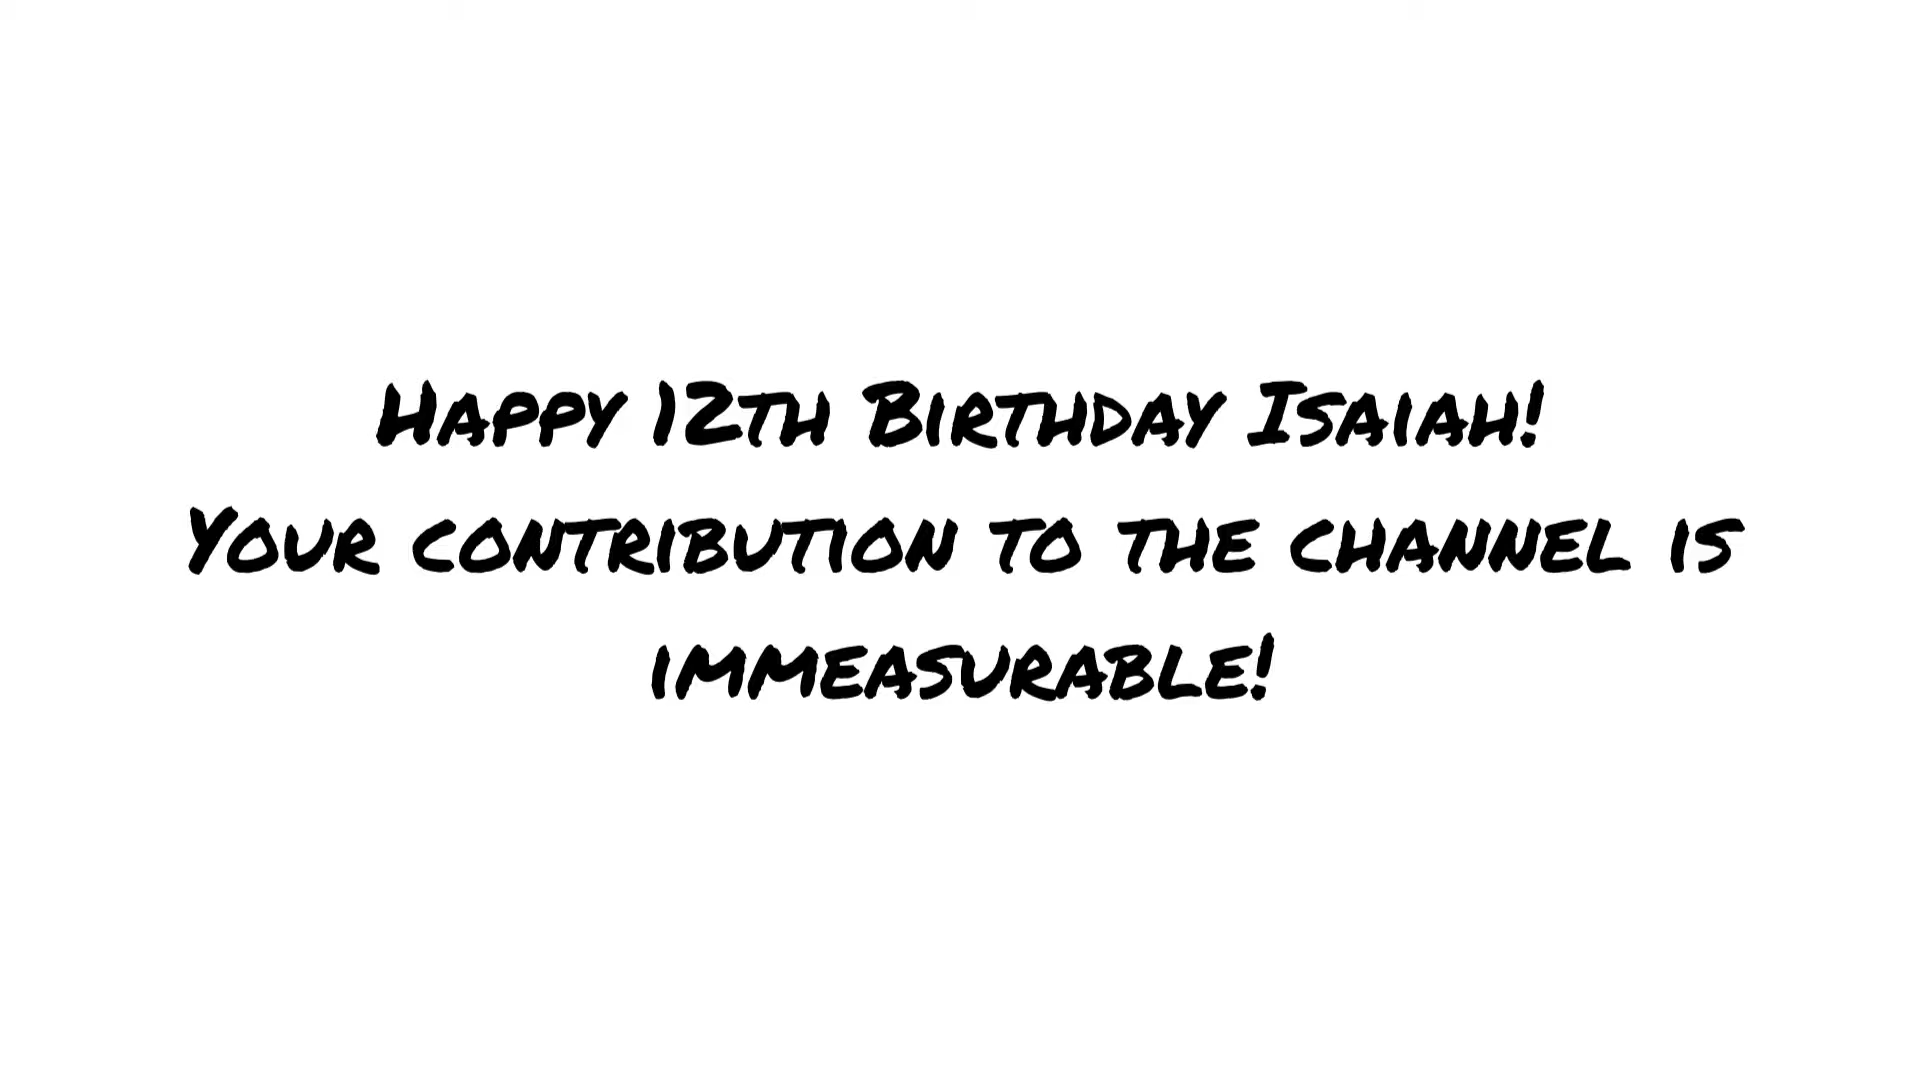 Happy 12th Birthday Isaiah!
Your contribution to the channel is
immeasurable!